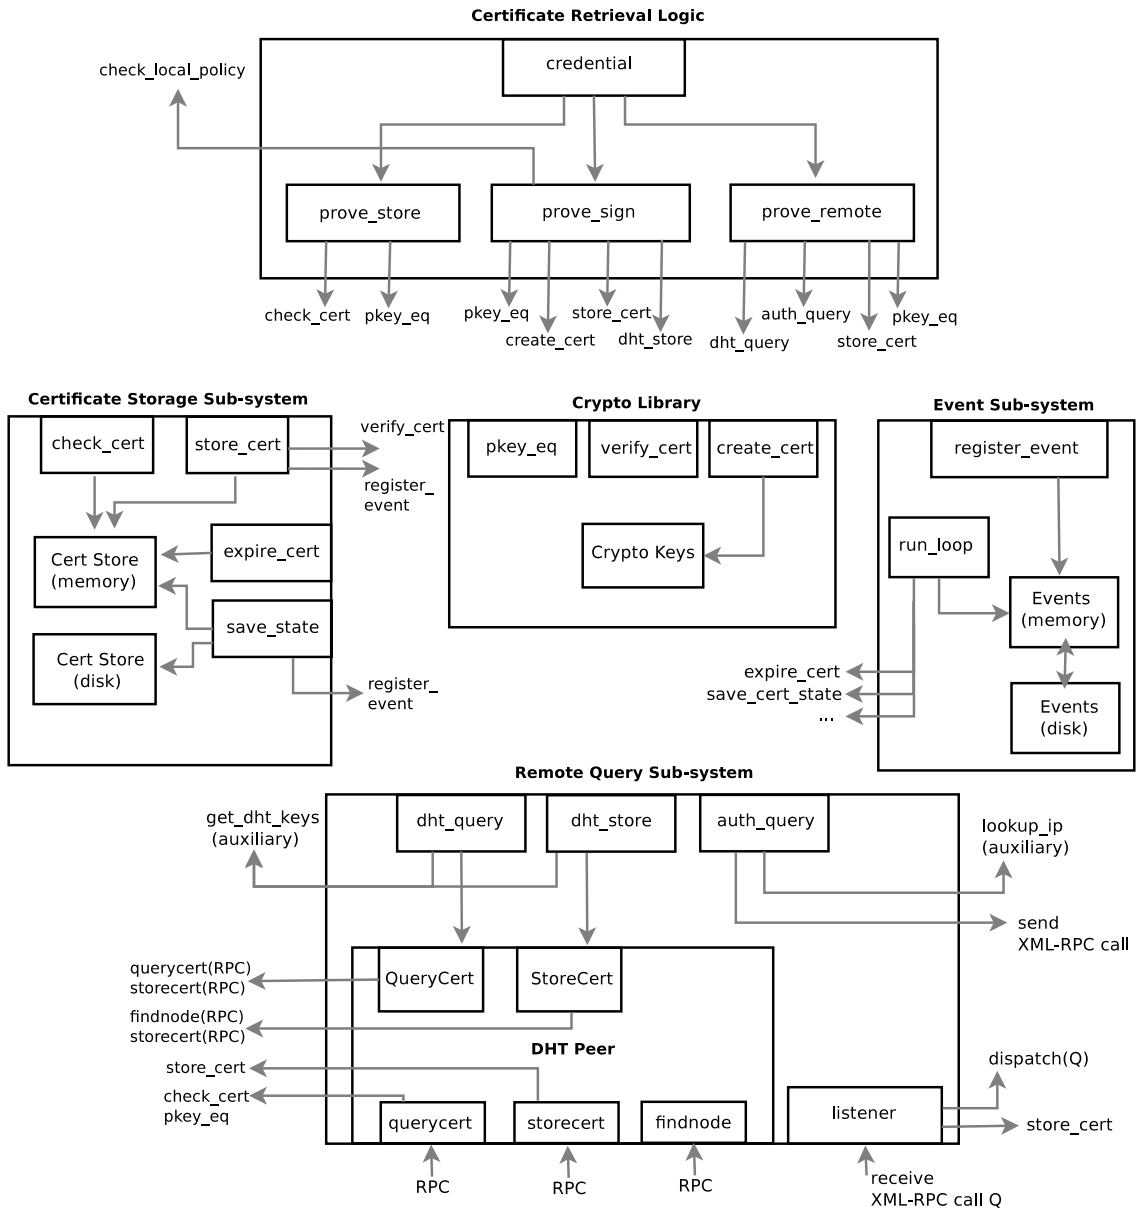 Certificate Retrieval Logic
credential
check_local_policy
prove_store
prove_sign
prove_remote
check_cert
pkey_eq
pkey_eq
create_cert
store_cert
dht_store
dht_query
auth_query
store_cert
pkey_eq
Certificate Storage Sub-system
check_cert
store_cert
verify_cert
register_
event
expire_cert
Cert Store
(memory)
save_state
Cert Store
(disk)
register_
event
Crypto Library
pkey_eq
verify_cert
create_cert
Crypto Keys
Event Sub-system
register_event
run_loop
Events
(memory)
expire_cert
save_cert_state
...
Events
(disk)
Remote Query Sub-system
dht_query
dht_store
auth_query
get_dht_keys
(auxiliary)
lookup_ip
(auxiliary)
send
XML-RPC call
QueryCert
StoreCert
querycert(RPC)
storecert(RPC)
findnode(RPC)
storecert(RPC)
DHT Peer
store_cert
check_cert
pkey_eq
querycert
storecert
findnode
listener
dispatch(Q)
store_cert
RPC
RPC
RPC
receive
XML-RPC call Q